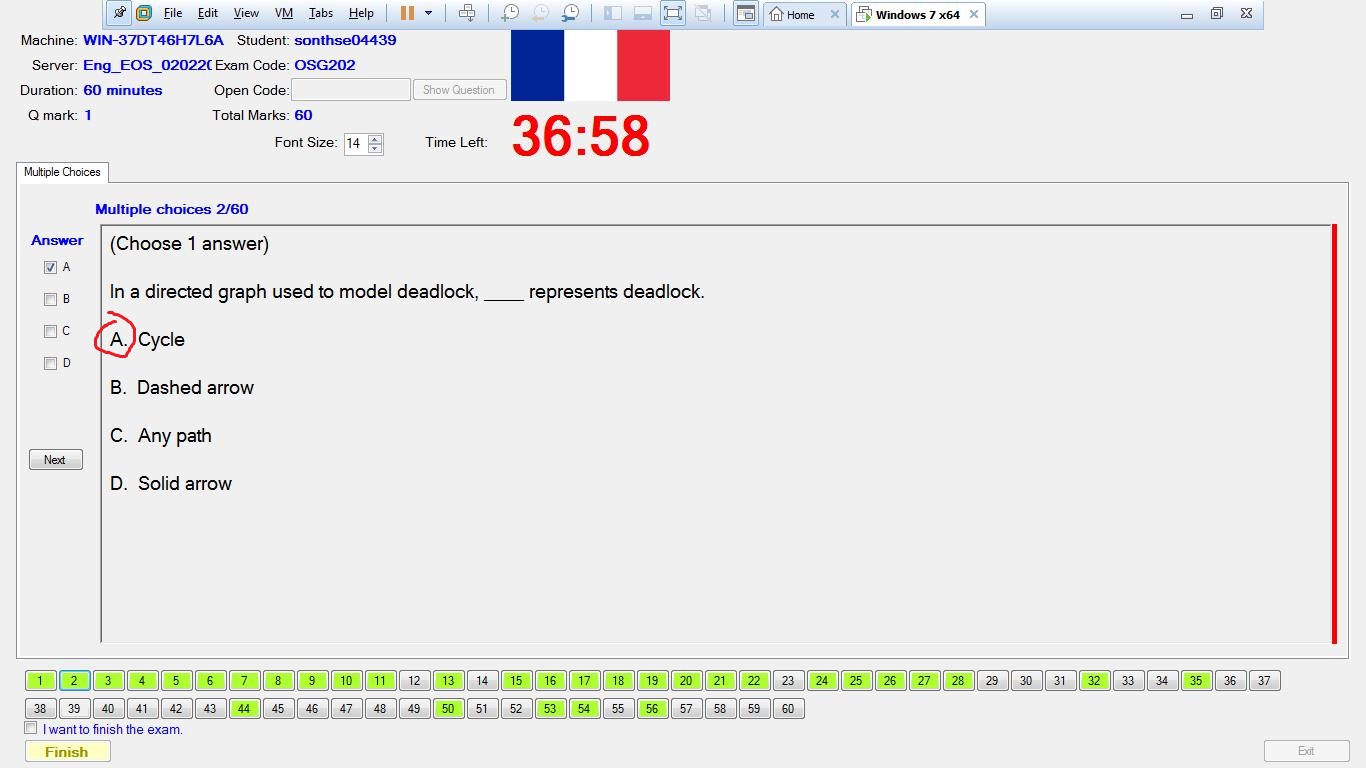 File Edit View VM Tabs Help Home Windows 7 x64
Machine: WIN-37DT46H7L6A Student: sonthse04439
Server: Eng_EOS_020220 Exam Code: OSG202
Duration: 60 minutes Open Code: Show Question
Q mark: 1 Total Marks: 60
36:58
Font Size: 14 Time Left:
Multiple Choices
Multiple choices 2/60
Answer
A
B
C
D
Next
(Choose 1 answer)
In a directed graph used to model deadlock, ____ represents deadlock.
A. Cycle
B. Dashed arrow
C. Any path
D. Solid arrow
1 2 3 4 5 6 7 8 9 10 11 12 13 14 15 16 17 18 19 20 21 22 23 24 25 26 27 28 29 30 31 32 33 34 35 36 37
38 39 40 41 42 43 44 45 46 47 48 49 50 51 52 53 54 55 56 57 58 59 60
I want to finish the exam.
Finish Exit